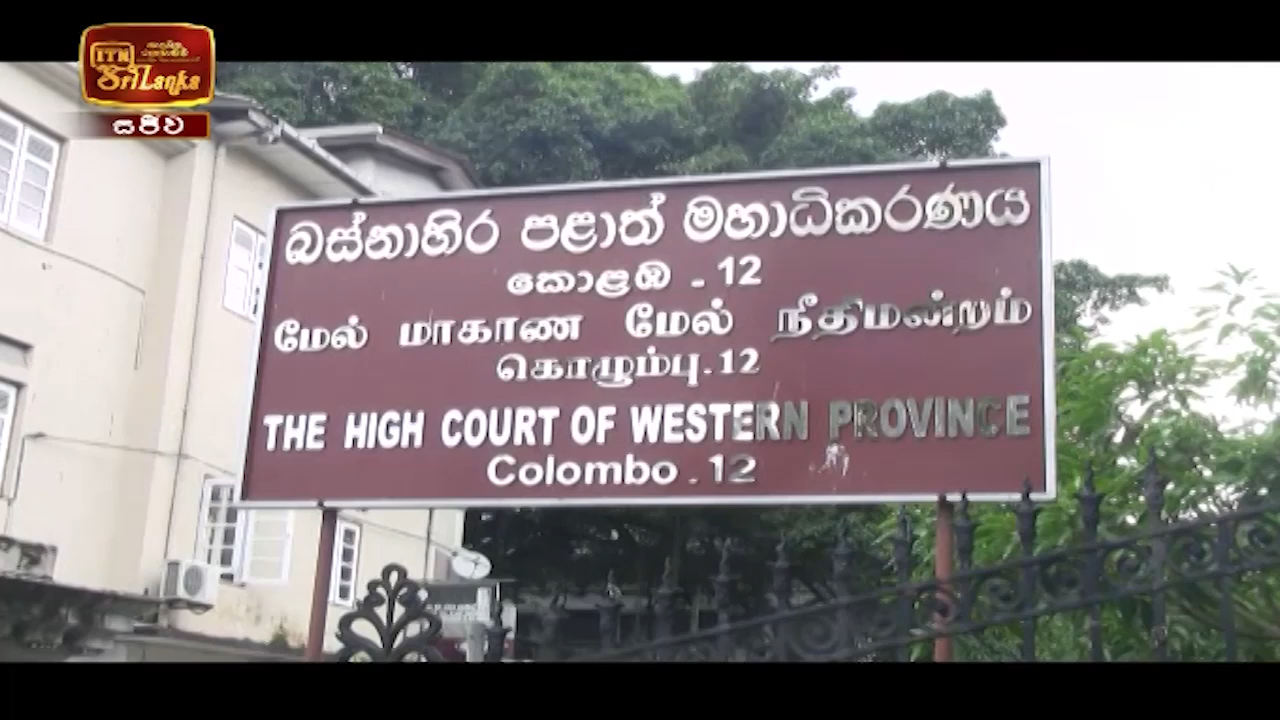 ITN
Sri Lanka
සජීව
බස්නාහිර පළාත් මහාධිකරණය
කොළඹ - 12
மேல் மாகாண மேல் நீதிமன்றம்
கொழும்பு.12
THE HIGH COURT OF WESTERN PROVINCE
Colombo . 12